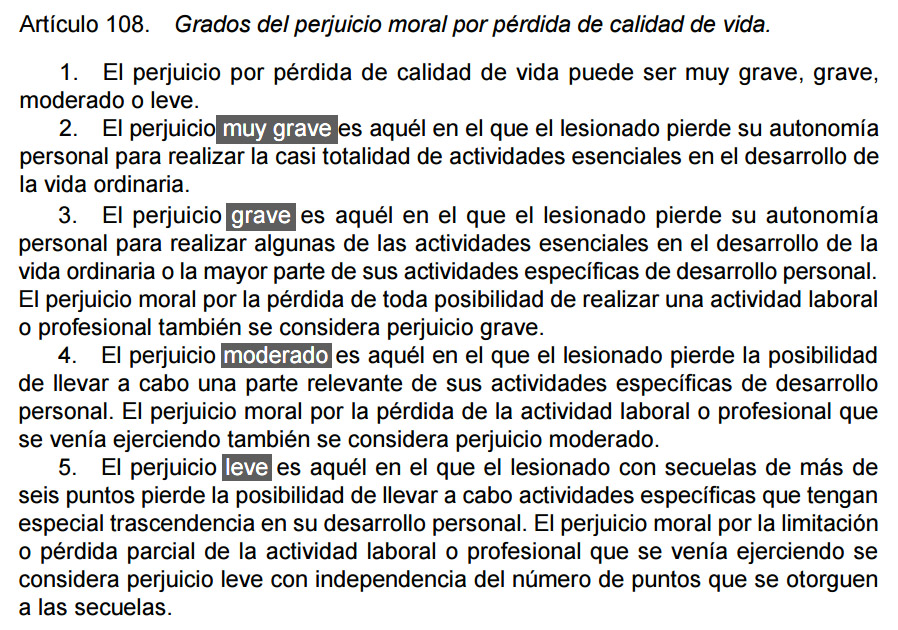 Artículo 108. Grados del perjuicio moral por pérdida de calidad de vida.
1. El perjuicio por pérdida de calidad de vida puede ser muy grave, grave,
moderado o leve.
2. El perjuicio muy grave es aquél en el que el lesionado pierde su autonomía
personal para realizar la casi totalidad de actividades esenciales en el desarrollo de
la vida ordinaria.
3. El perjuicio grave es aquél en el que el lesionado pierde su autonomía
personal para realizar algunas de las actividades esenciales en el desarrollo de la
vida ordinaria o la mayor parte de sus actividades específicas de desarrollo personal.
El perjuicio moral por la pérdida de toda posibilidad de realizar una actividad laboral
o profesional también se considera perjuicio grave.
4. El perjuicio moderado es aquél en el que el lesionado pierde la posibilidad
de llevar a cabo una parte relevante de sus actividades específicas de desarrollo
personal. El perjuicio moral por la pérdida de la actividad laboral o profesional que
se venía ejerciendo también se considera perjuicio moderado.
5. El perjuicio leve es aquél en el que el lesionado con secuelas de más de
seis puntos pierde la posibilidad de llevar a cabo actividades específicas que tengan
especial trascendencia en su desarrollo personal. El perjuicio moral por la limitación
o pérdida parcial de la actividad laboral o profesional que se venía ejerciendo se
considera perjuicio leve con independencia del número de puntos que se otorguen
a las secuelas.